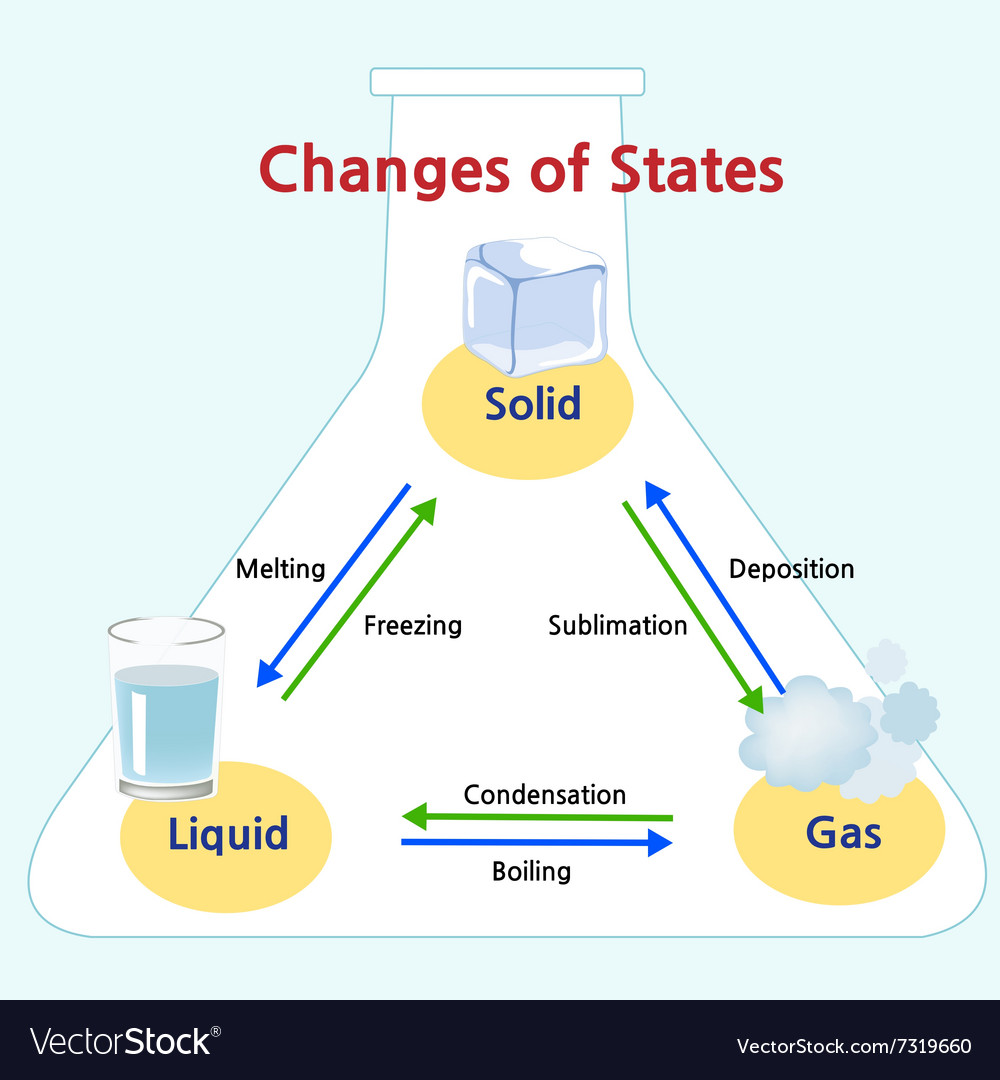 Changes of States
Solid
Melting
Deposition
Freezing
Sublimation
Condensation
Liquid
Gas
Boiling
VectorStock®
VectorStock.com/7319660